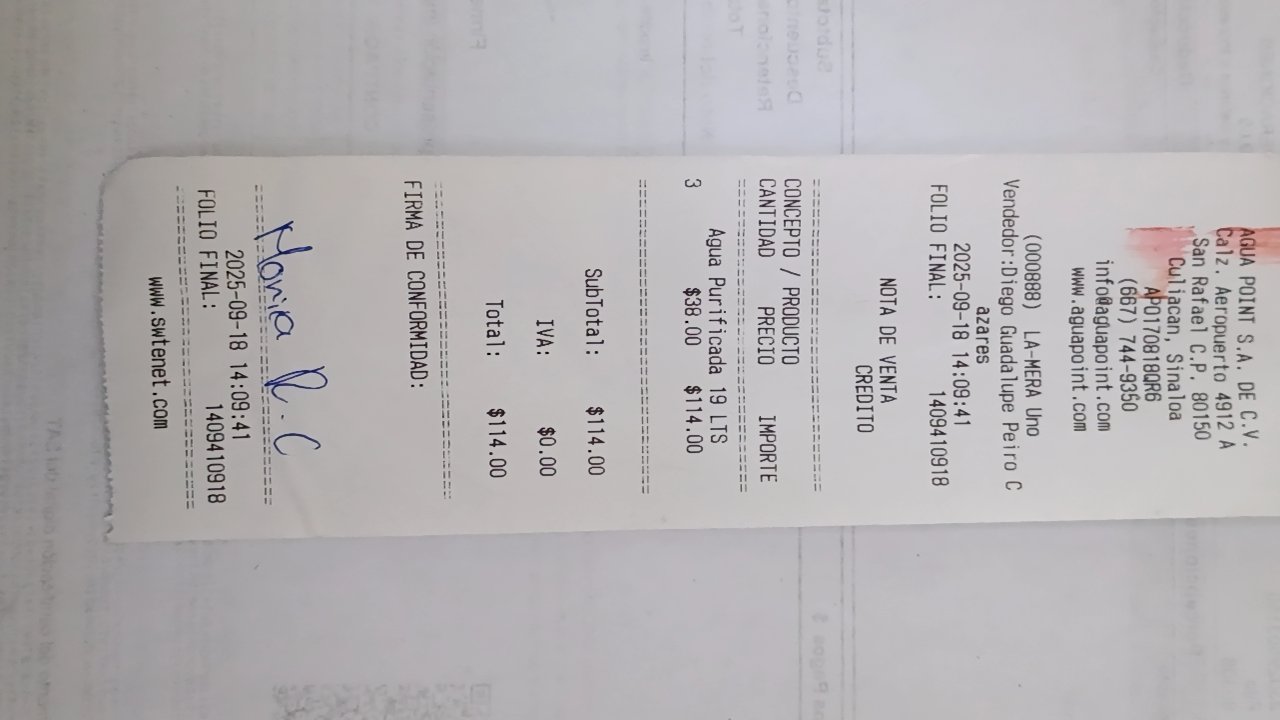 AGUA POINT S.A. DE C.V.
Calz. Aeropuerto 4912 A
San Rafael C.P. 80150
Culiacan, Sinaloa
APO170818QR6
(667) 744-9350
info@aguapoint.com
www.aguapoint.com
(000888) LA-MERA Uno
Vendedor:Diego Guadalupe Peiro C
azares
2025-09-18 14:09:41
FOLIO FINAL: 1409410918
NOTA DE VENTA
CREDITO
CONCEPTO / PRODUCTO
CANTIDAD PRECIO IMPORTE
Agua Purificada 19 LTS
3 $38.00 $114.00
SubTotal: $114.00
IVA: $0.00
Total: $114.00
FIRMA DE CONFORMIDAD:
Maria R. C
2025-09-18 14:09:41
FOLIO FINAL: 1409410918
www.swtenet.com